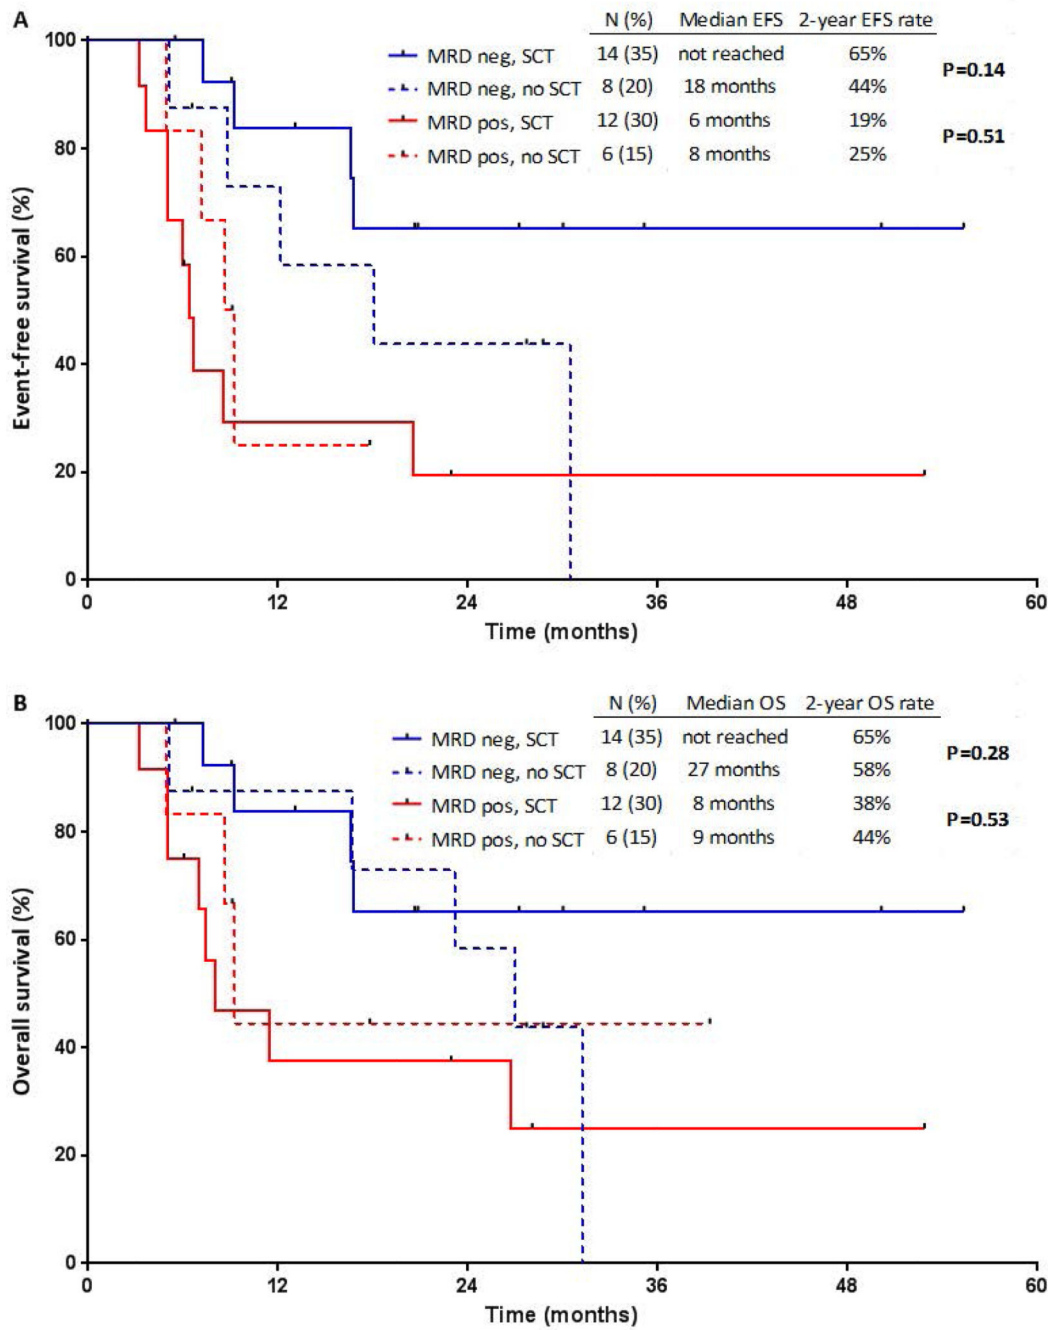 A
N (%) Median EFS 2-year EFS rate
MRD neg, SCT 14 (35) not reached 65%
P=0.14
MRD neg, no SCT 8 (20) 18 months 44%
MRD pos, SCT 12 (30) 6 months 19%
P=0.51
MRD pos, no SCT 6 (15) 8 months 25%
100
80
60
40
20
0
Event-free survival (%)
0 12 24 36 48 60
Time (months)
B
N (%) Median OS 2-year OS rate
MRD neg, SCT 14 (35) not reached 65%
P=0.28
MRD neg, no SCT 8 (20) 27 months 58%
MRD pos, SCT 12 (30) 8 months 38%
P=0.53
MRD pos, no SCT 6 (15) 9 months 44%
100
80
60
40
20
0
Overall survival (%)
0 12 24 36 48 60
Time (months)